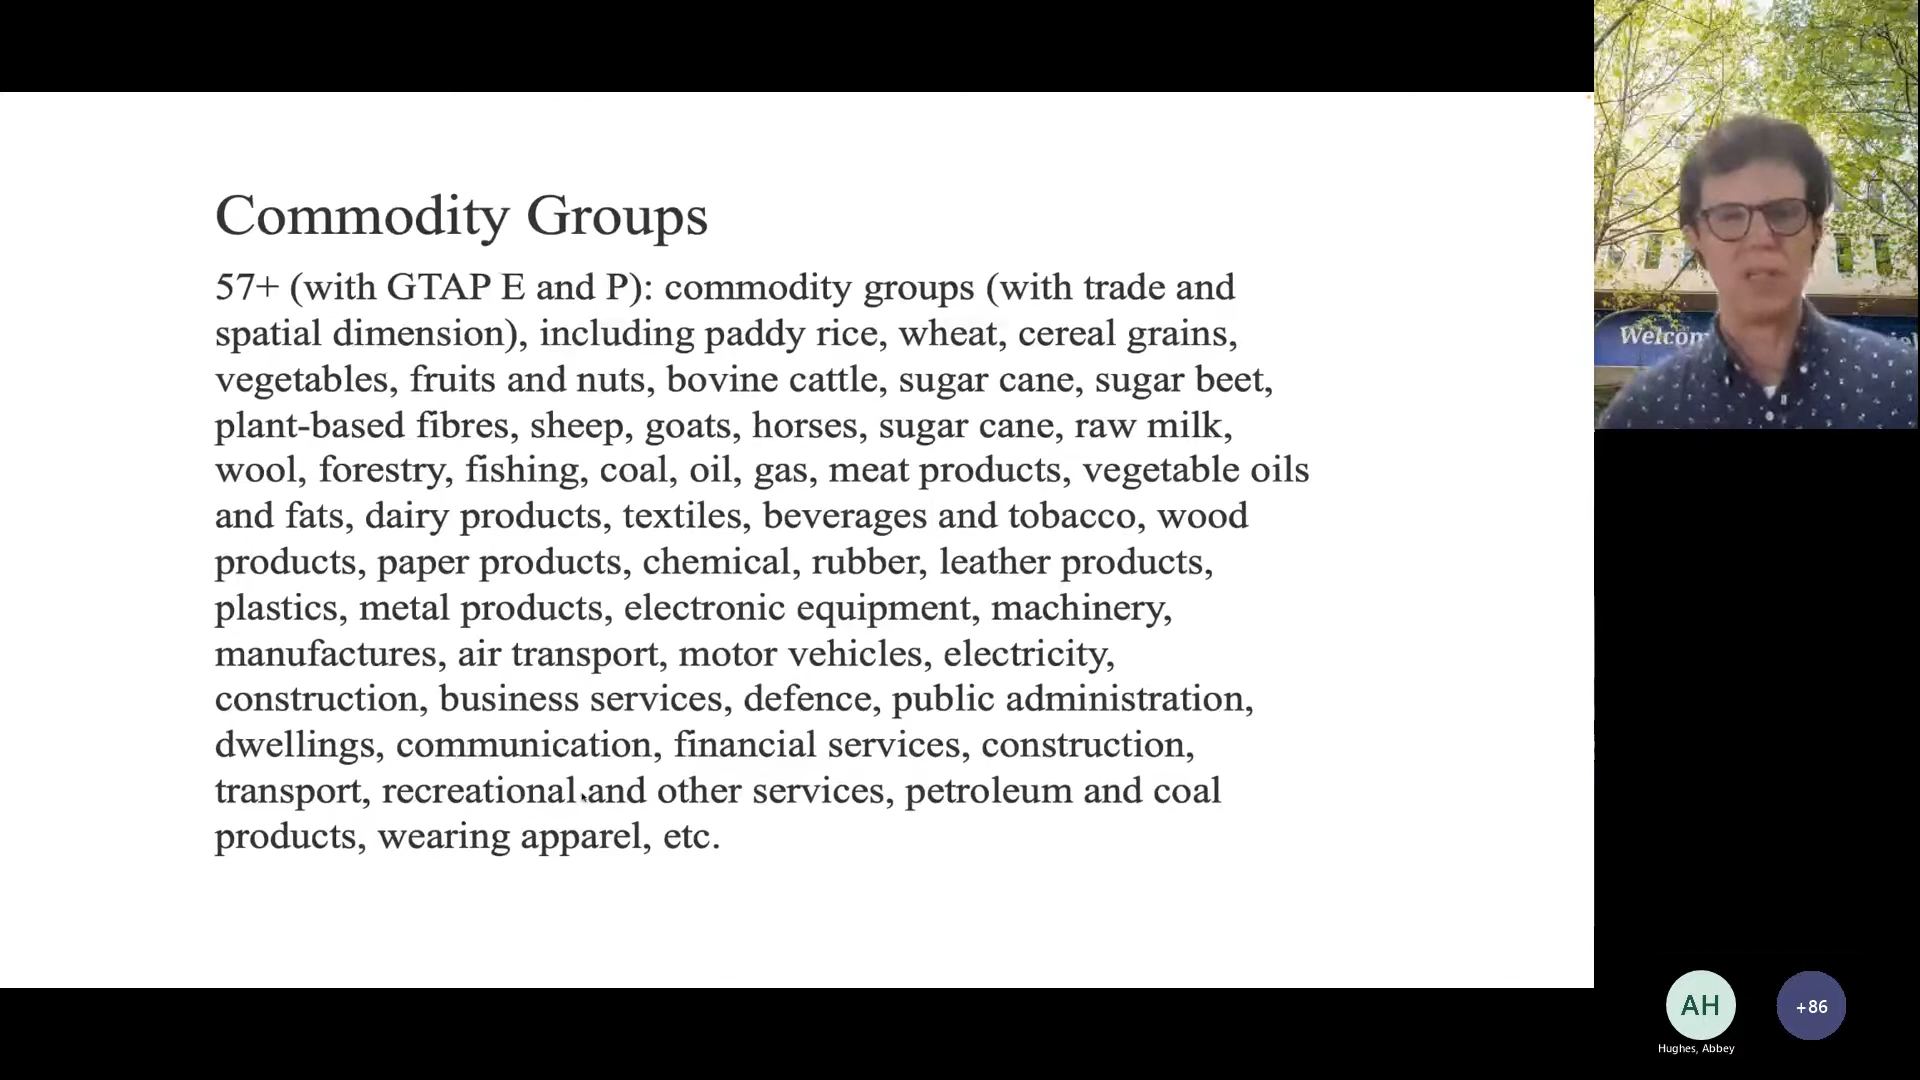 Commodity Groups
57+ (with GTAP E and P): commodity groups (with trade and
spatial dimension), including paddy rice, wheat, cereal grains,
vegetables, fruits and nuts, bovine cattle, sugar cane, sugar beet,
plant-based fibres, sheep, goats, horses, sugar cane, raw milk,
wool, forestry, fishing, coal, oil, gas, meat products, vegetable oils
and fats, dairy products, textiles, beverages and tobacco, wood
products, paper products, chemical, rubber, leather products,
plastics, metal products, electronic equipment, machinery,
manufactures, air transport, motor vehicles, electricity,
construction, business services, defence, public administration,
dwellings, communication, financial services, construction,
transport, recreational and other services, petroleum and coal
products, wearing apparel, etc.
Welcom
AH
+86
Hughes, Abbey